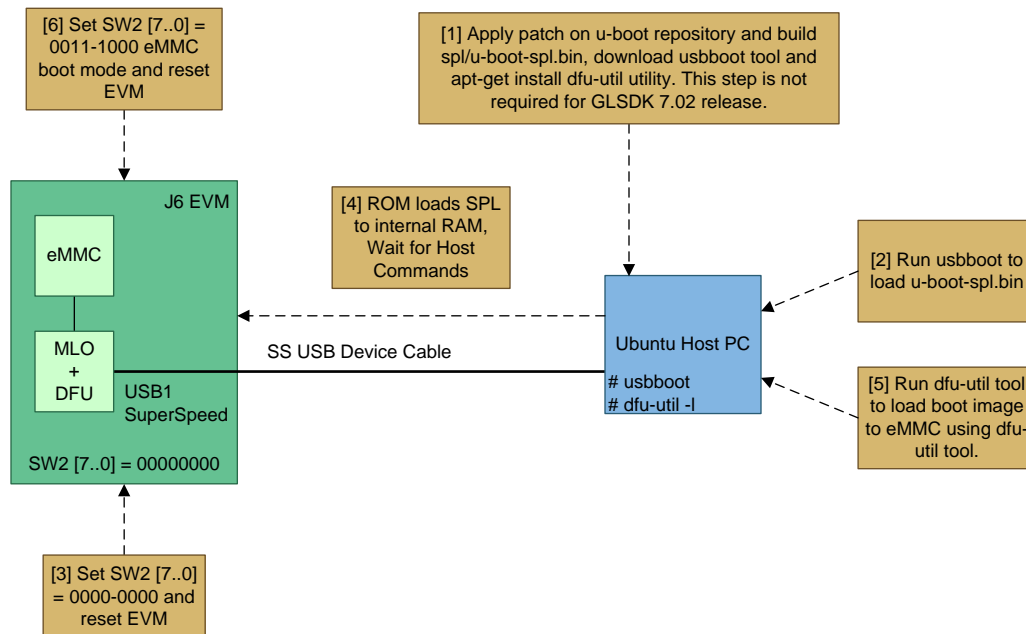 [6] Set SW2 [7..0] =
0011-1000 eMMC
boot mode and reset
EVM
[1] Apply patch on u-boot repository and build
spl/u-boot-spl.bin, download usbboot tool and
apt-get install dfu-util utility. This step is not
required for GLSDK 7.02 release.
J6 EVM
eMMC
MLO
+
DFU
USB1
SuperSpeed
SW2 [7..0] = 00000000
[4] ROM loads SPL
to internal RAM,
Wait for Host
Commands
SS USB Device Cable
Ubuntu Host PC
# usbboot
# dfu-util -l
[2] Run usbboot to
load u-boot-spl.bin
[5] Run dfu-util tool
to load boot image
to eMMC using dfu-
util tool.
[3] Set SW2 [7..0]
= 0000-0000 and
reset EVM